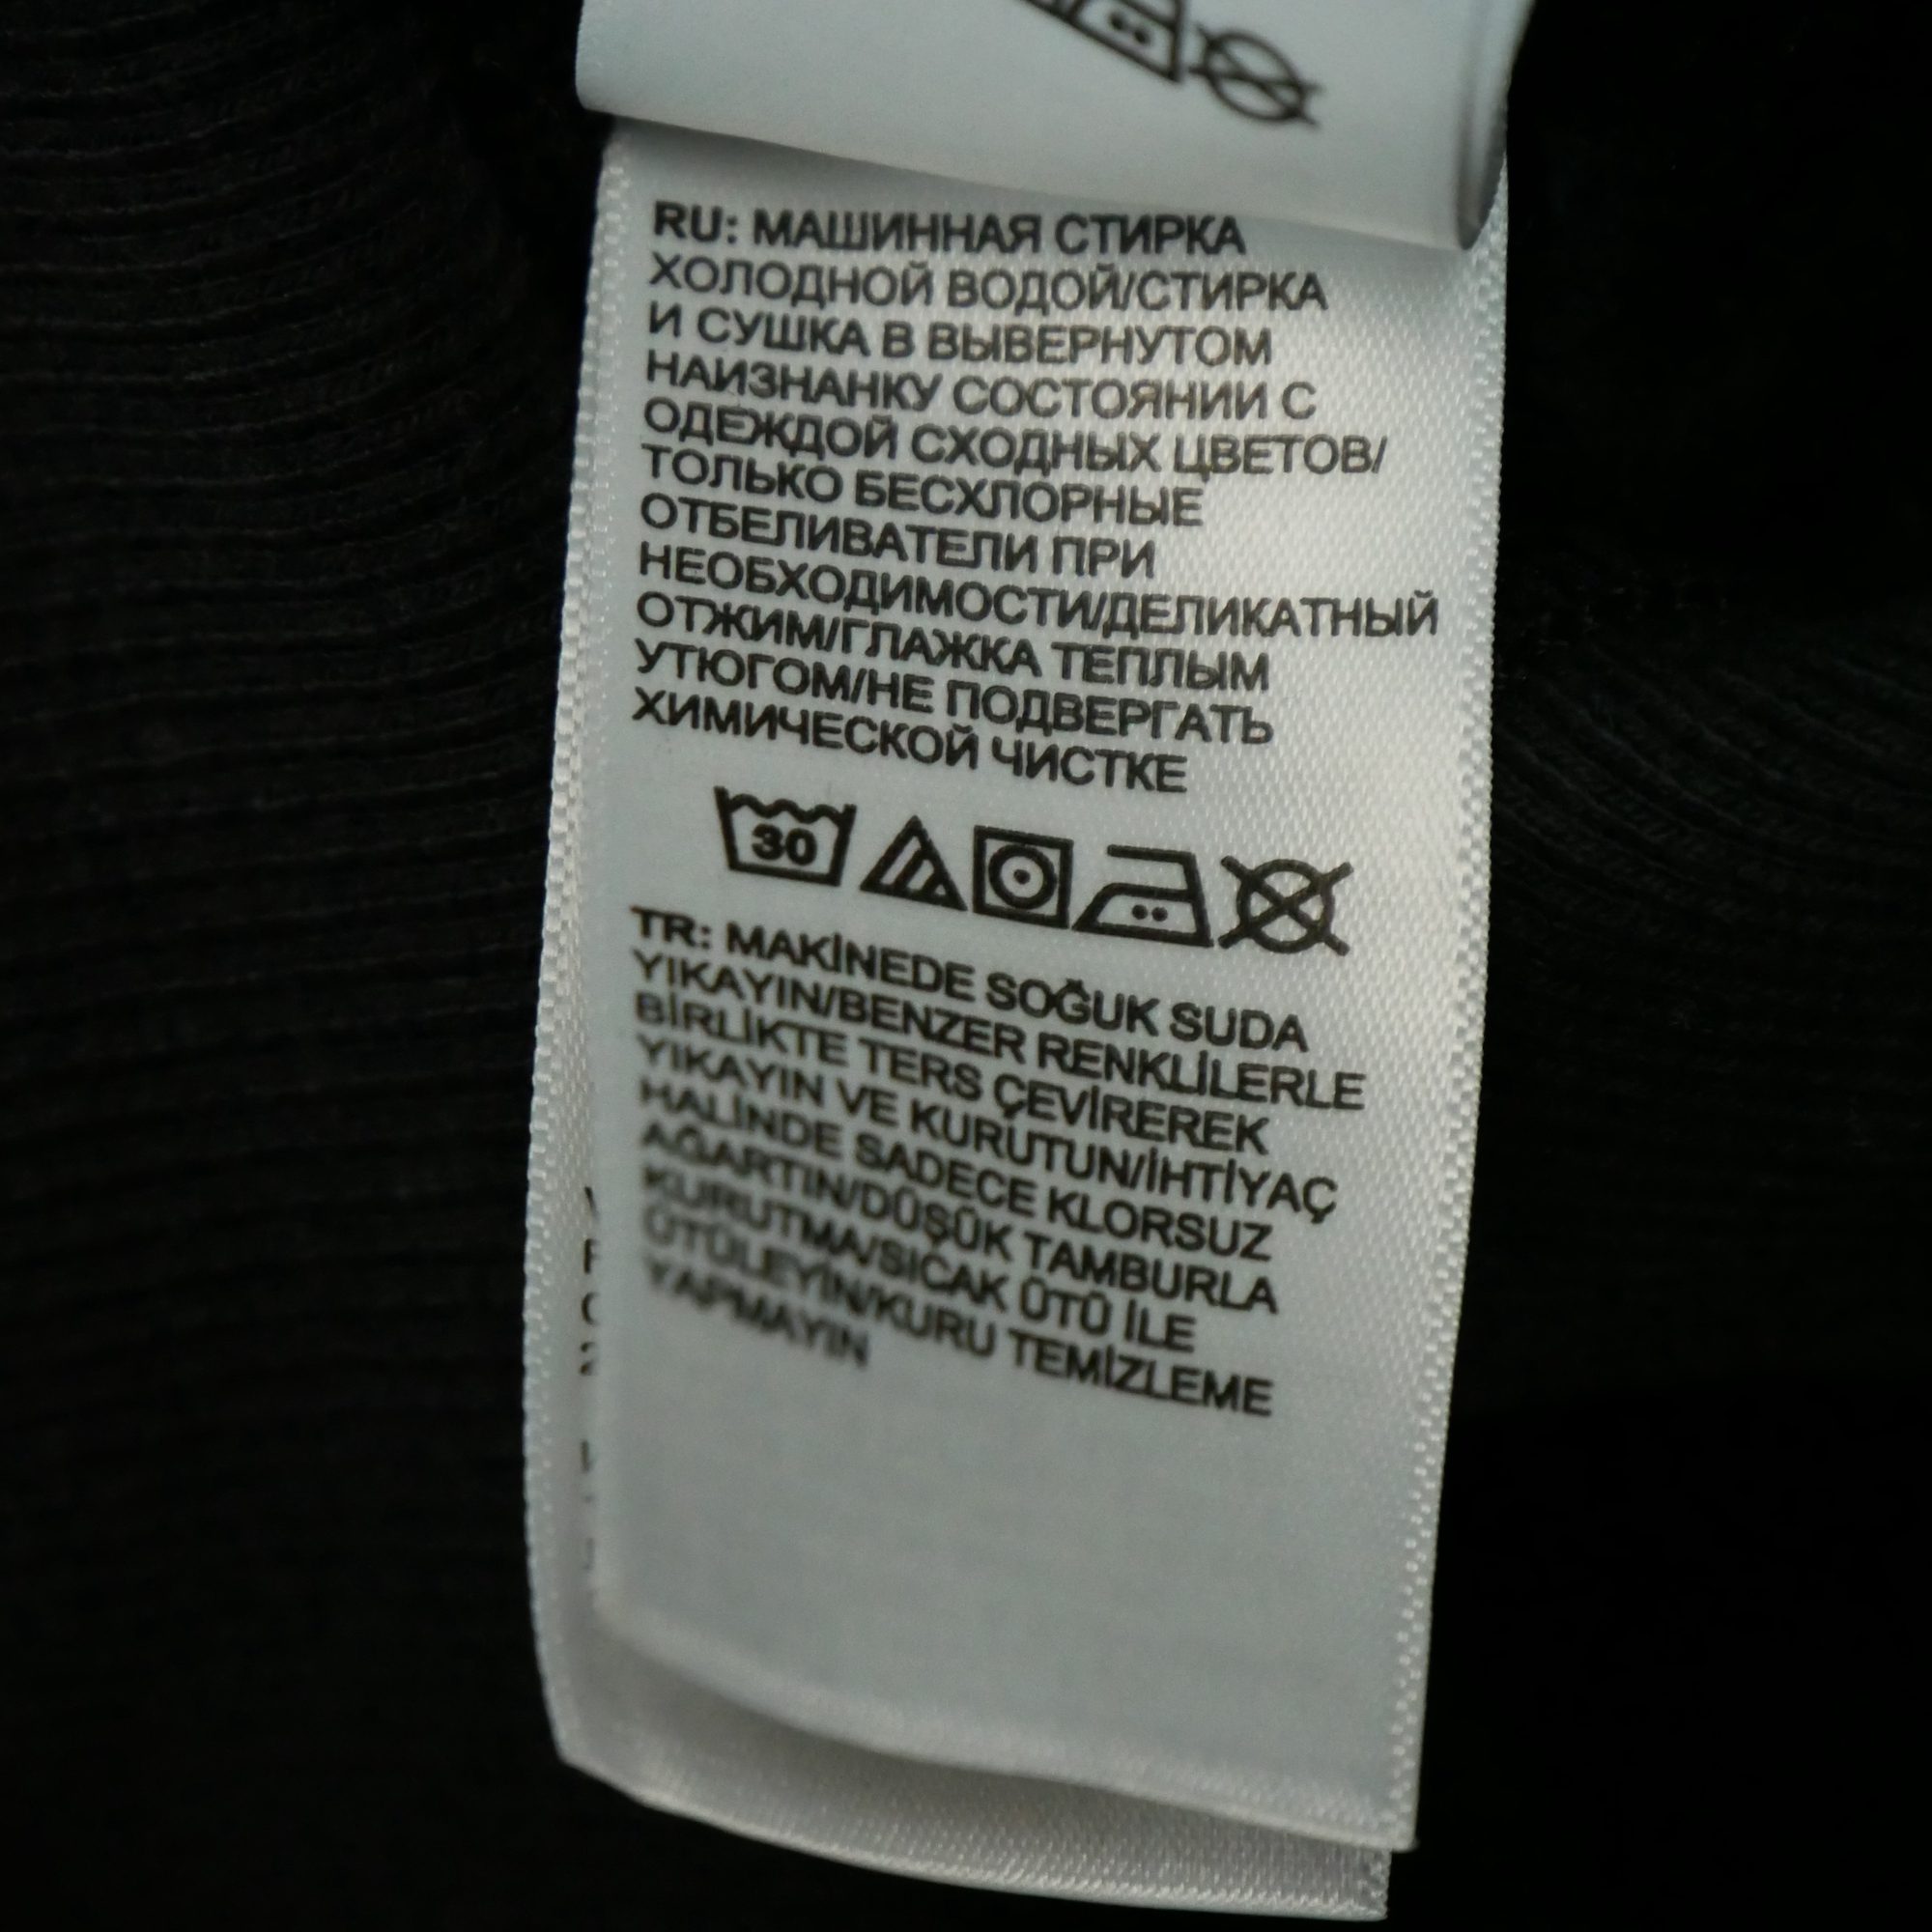 RU: МАШИННАЯ СТИРКА
ХОЛОДНОЙ ВОДОЙ/СТИРКА
И СУШКА В ВЫВЕРНУТОМ
НАИЗНАНКУ СОСТОЯНИИ С
ОДЕЖДОЙ СХОДНЫХ ЦВЕТОВ/
ТОЛЬКО БЕСХЛОРНЫЕ
ОТБЕЛИВАТЕЛИ ПРИ
НЕОБХОДИМОСТИ/ДЕЛИКАТНЫЙ
ОТЖИМ/ГЛАЖКА ТЕПЛЫМ
УТЮГОМ/НЕ ПОДВЕРГАТЬ
ХИМИЧЕСКОЙ ЧИСТКЕ
30
TR: MAKİNEDE SOĞUK SUDA
YIKAYIN/BENZER RENKLİLERLE
BİRLİKTE TERS ÇEVİREREK
YIKAYIN VE KURUTUN/İHTİYAÇ
HALİNDE SADECE KLORSUZ
AĞARTIN/DÜŞÜK TAMBURLA
KURUTMA/SICAK ÜTÜ İLE
ÜTÜLEYİN/KURU TEMİZLEME
YAPMAYIN